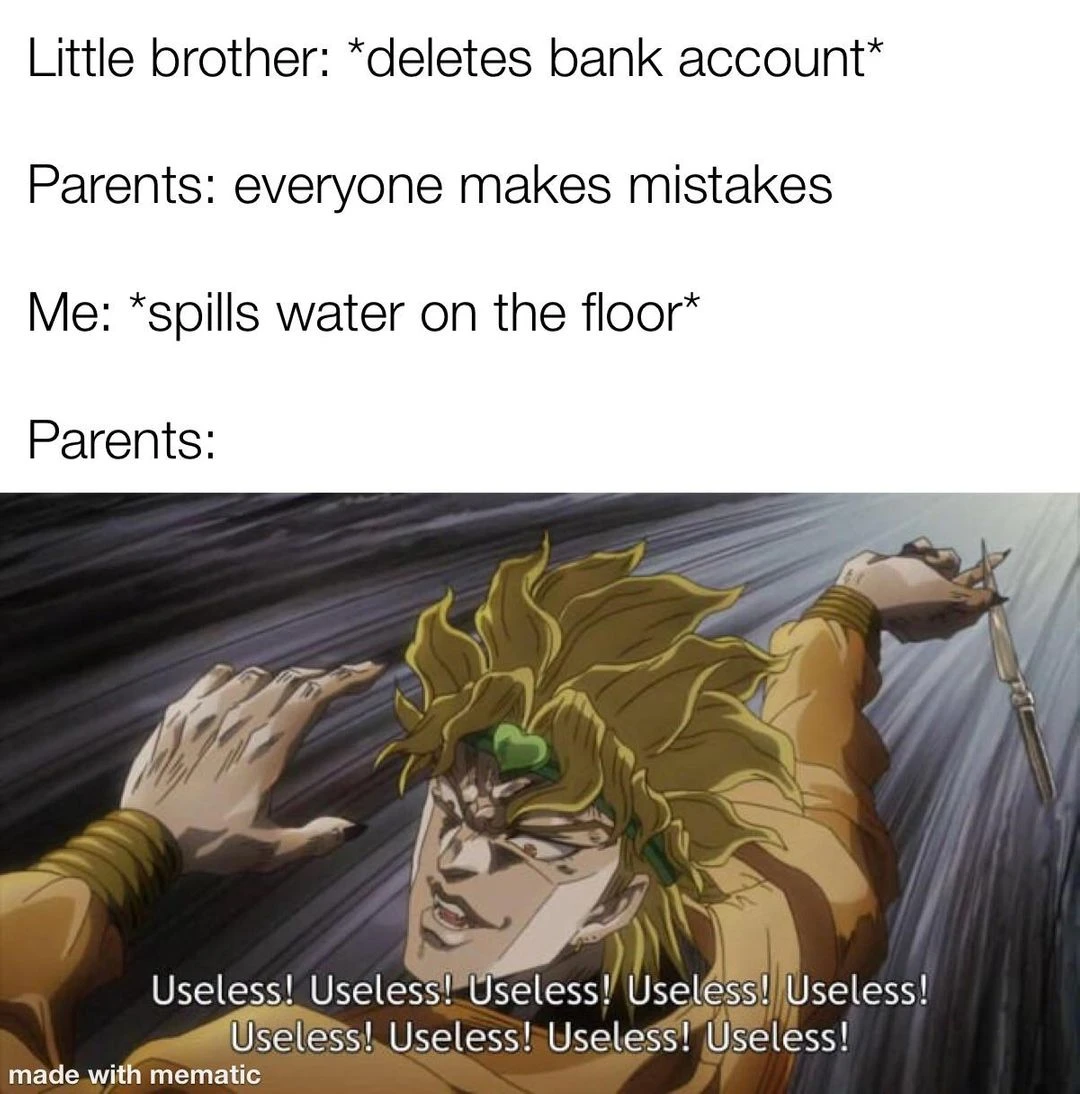 Little brother: *deletes bank account*
Parents: everyone makes mistakes
Me: *spills water on the floor*
Parents:
Useless! Useless! Useless! Useless! Useless!
Useless! Useless! Useless! Useless!
made with mematic